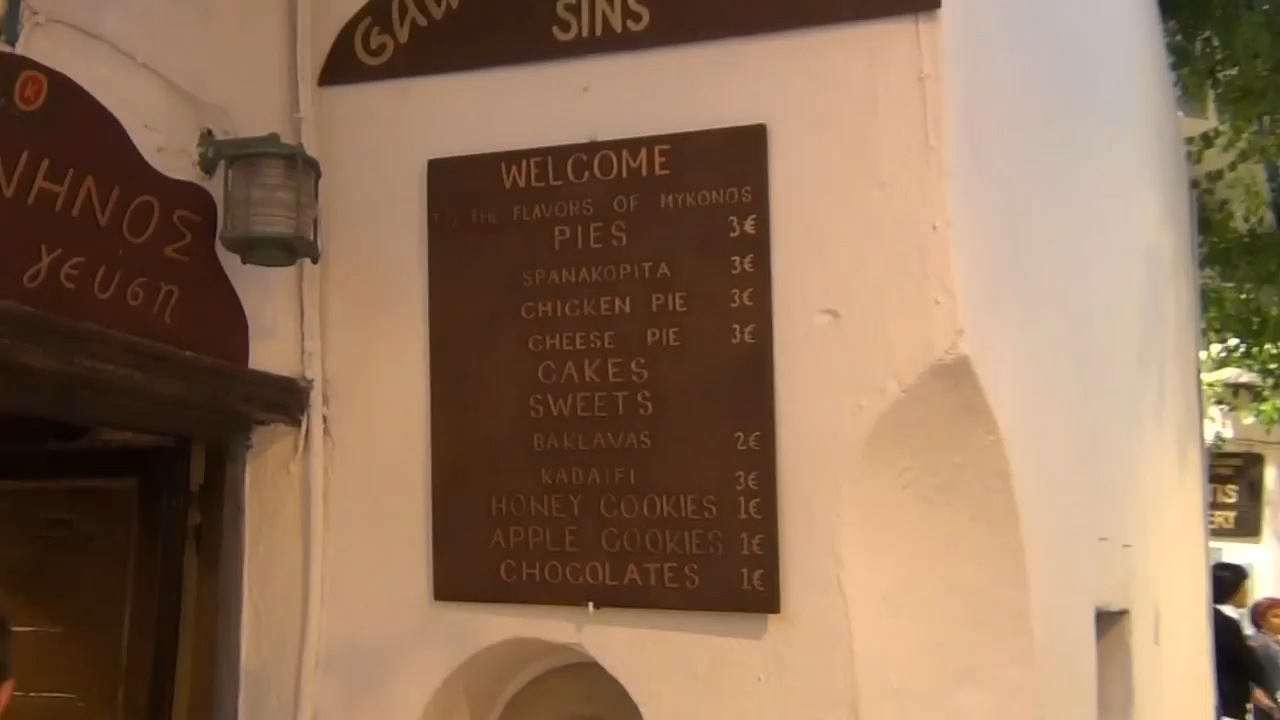 SINS
ΝΗΝΟΣ
γεύση
WELCOME
THE FLAVORS OF MYKONOS
PIES 3€
SPANAKOPITA 3€
CHICKEN PIE 3€
CHEESE PIE 3€
CAKES
SWEETS
BAKLAVAS 2€
KADAIFI 3€
HONEY COOKIES 1€
APPLE COOKIES 1€
CHOCOLATES 1€